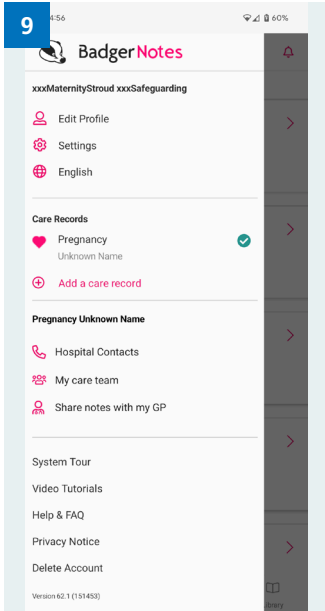 9
4:56
60%
BadgerNotes
xxxMaternityStroud xxxSafeguarding
Edit Profile
Settings
English
Care Records
Pregnancy
Unknown Name
Add a care record
Pregnancy Unknown Name
Hospital Contacts
My care team
Share notes with my GP
System Tour
Video Tutorials
Help & FAQ
Privacy Notice
Delete Account
Version 62.1 (151453)